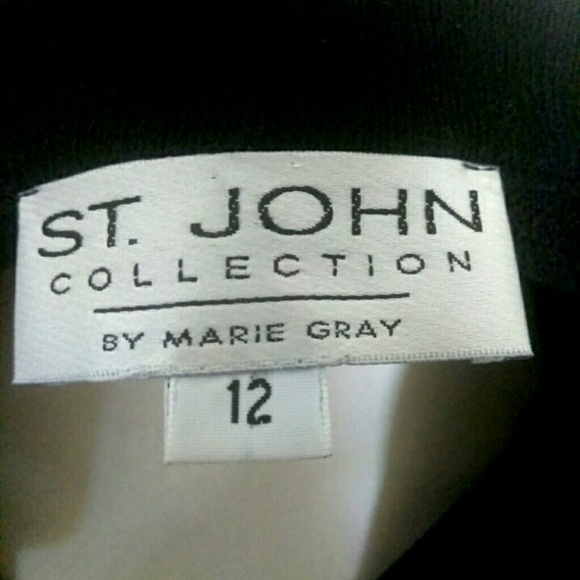 ST. JOHN
COLLECTION
BY MARIE GRAY
12